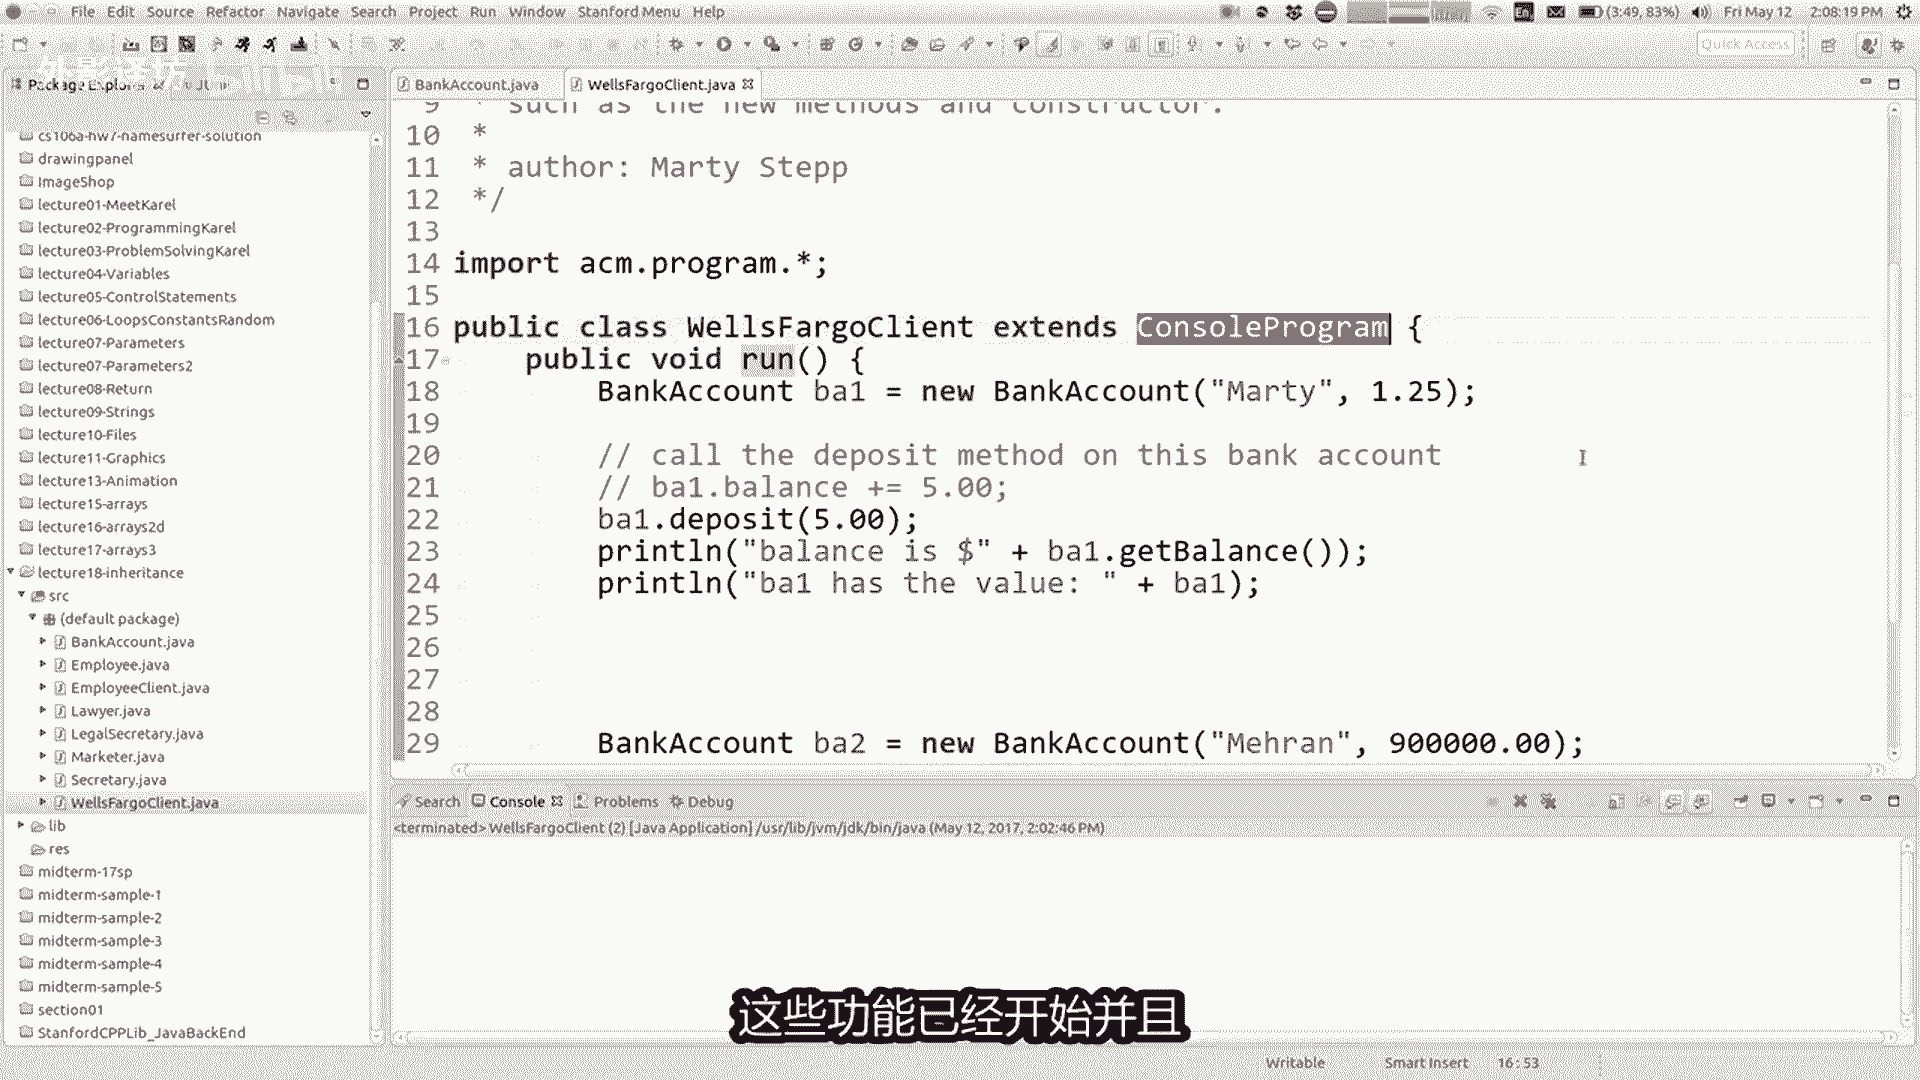 File Edit Source Refactor Navigate Search Project Run Window Stanford Menu Help
(3:49, 83%) Fri May 12 2:08:19 PM
Quick Access
Package Explorer
bilibili
BankAccount.java
WellsFargoClient.java
cs106a-hw7-namesurfer-solution
drawingpanel
ImageShop
lecture01-MeetKarel
lecture02-ProgrammingKarel
lecture03-ProblemSolvingKarel
lecture04-Variables
lecture05-ControlStatements
lecture06-LoopsConstantsRandom
lecture07-Parameters
lecture07-Parameters2
lecture08-Return
lecture09-Strings
lecture10-Files
lecture11-Graphics
lecture13-Animation
lecture15-arrays
lecture16-arrays2d
lecture17-arrays3
lecture18-inheritance
src
(default package)
BankAccount.java
Employee.java
EmployeeClient.java
Lawyer.java
LegalSecretary.java
Marketer.java
Secretary.java
WellsFargoClient.java
lib
res
midterm-17sp
midterm-sample-1
midterm-sample-2
midterm-sample-3
midterm-sample-4
midterm-sample-5
section01
StanfordCPPLib_JavaBackEnd
9 * such as the new methods and constructor.
10 *
11 * author: Marty Stepp
12 */
13
14 import acm.program.*;
15
16 public class WellsFargoClient extends ConsoleProgram {
17 public void run() {
18 BankAccount ba1 = new BankAccount("Marty", 1.25);
19
20 // call the deposit method on this bank account
21 // ba1.balance += 5.00;
22 ba1.deposit(5.00);
23 println("balance is $" + ba1.getBalance());
24 println("ba1 has the value: " + ba1);
25
26
27
28
29 BankAccount ba2 = new BankAccount("Mehran", 900000.00);
Search Console Problems Debug
<terminated> WellsFargoClient (2) [Java Application] /usr/lib/jvm/jdk/bin/java (May 12, 2017, 2:02:46 PM)
这些功能已经开始并且
Writable Smart Insert 16:53